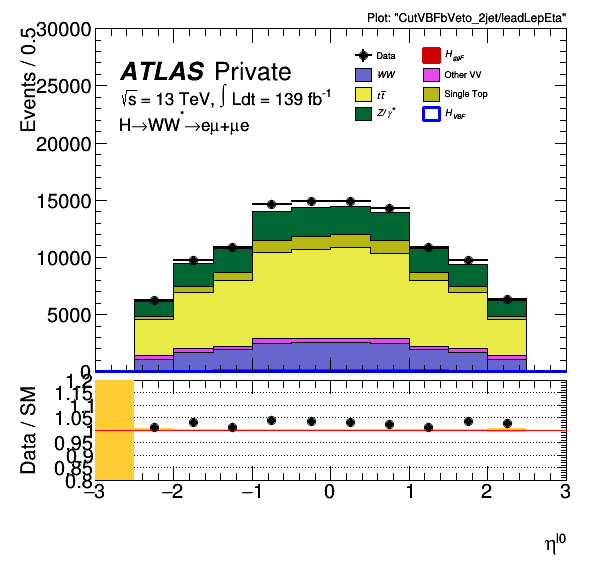 Plot: "CutVBFbVeto_2jet/leadLepEta"
Events / 0.5
30000
25000
20000
15000
10000
5000
0
ATLAS Private
√s = 13 TeV, ∫ Ldt = 139 fb⁻¹
H→WW*→eμ+μe
Data
WW
tt̄
Z/γ*
H ggF
Other VV
Single Top
H VBF
Data / SM
1.2
1.15
1.1
1.05
1
0.95
0.9
0.85
0.8
−3 −2 −1 0 1 2 3
η^l0